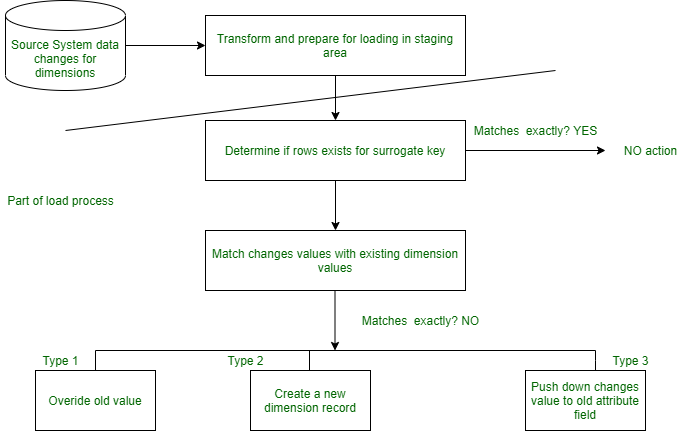 Source System data
changes for
dimensions
Transform and prepare for loading in staging
area
Matches exactly? YES
Determine if rows exists for surrogate key
NO action
Part of load process
Match changes values with existing dimension
values
Matches exactly? NO
Type 1
Type 2
Type 3
Overide old value
Create a new
dimension record
Push down changes
value to old attribute
field